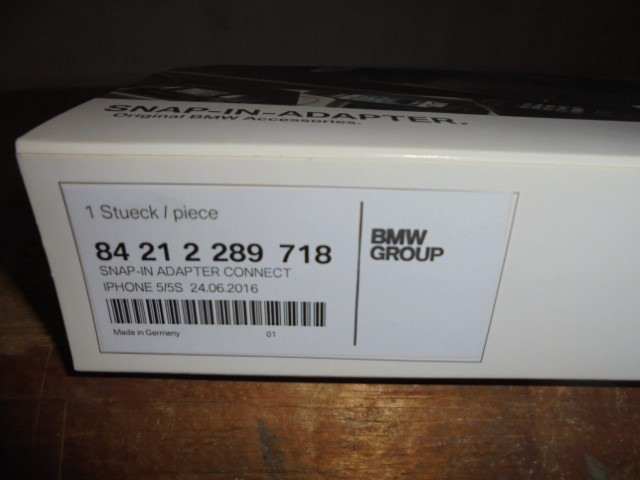 SNAP-IN-ADAPTER.
Original BMW Accessories.
1 Stueck / piece
84 21 2 289 718
SNAP-IN ADAPTER CONNECT
IPHONE 5/5S 24.06.2016
Made in Germany 01
BMW
GROUP